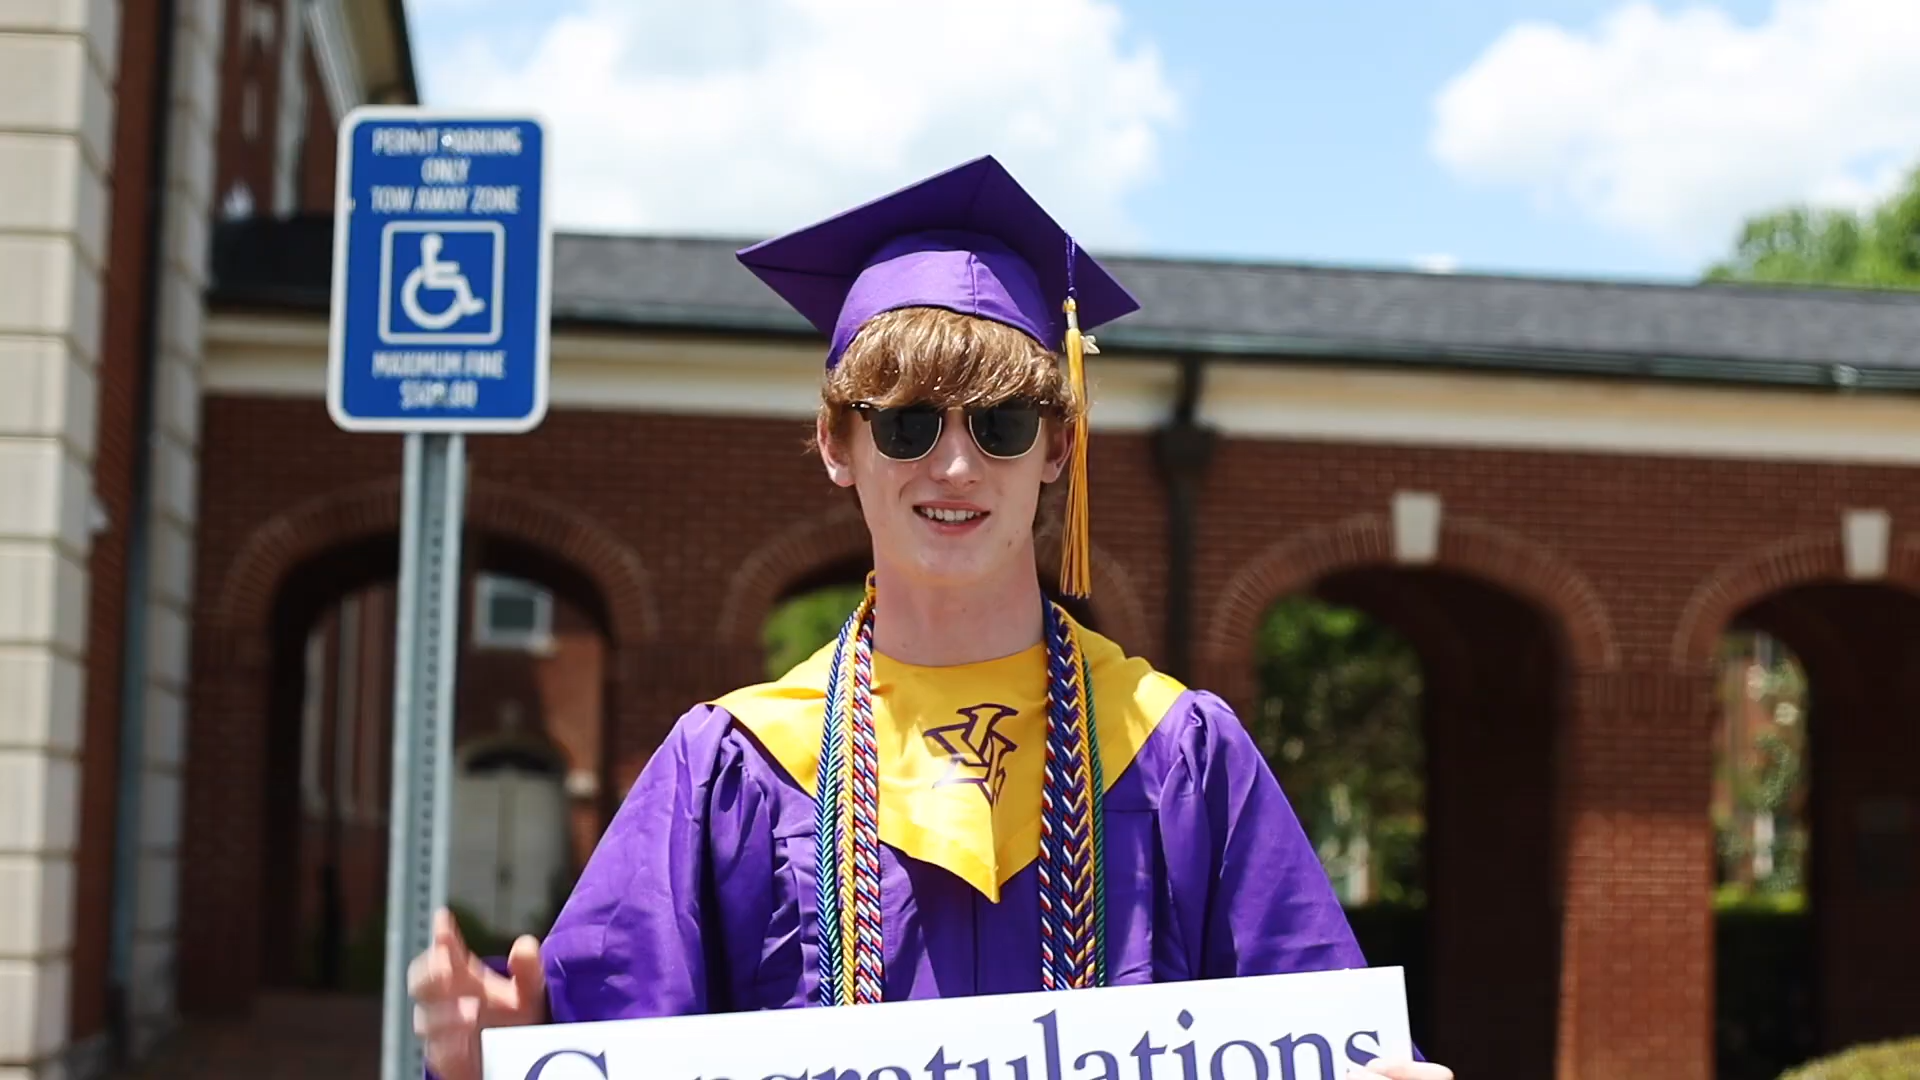 PERMIT PARKING
ONLY
TOW AWAY ZONE
MAXIMUM FINE
Congratulations